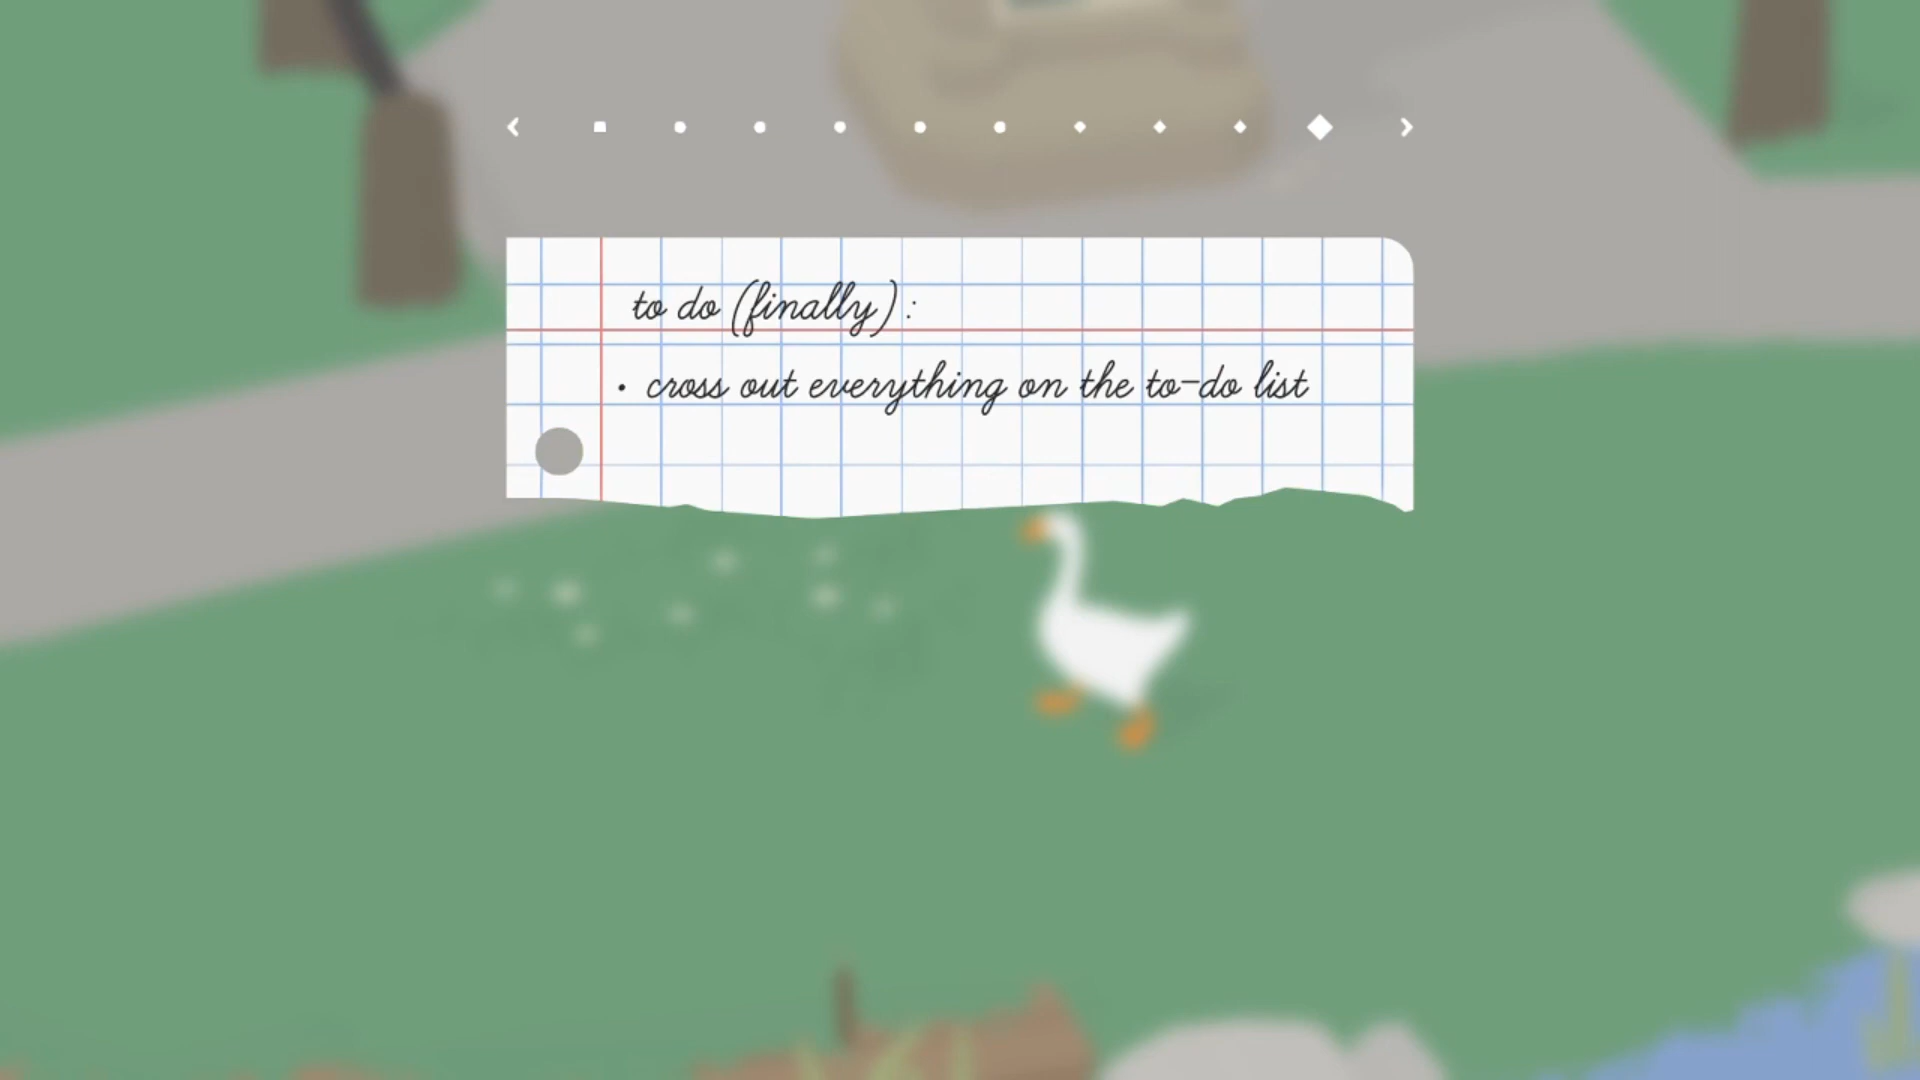 to do (finally):
• cross out everything on the to-do list